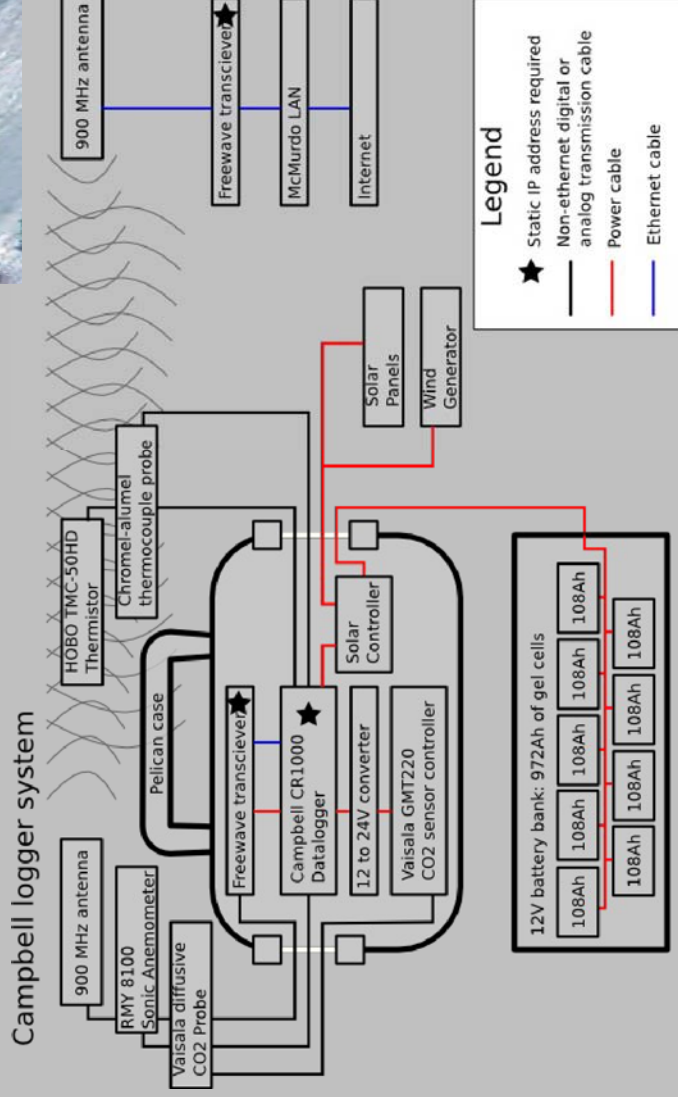 Campbell logger system
900 MHz antenna
RMY 8100
Sonic Anemometer
Vaisala diffusive
CO2 Probe
HOBO TMC-50HD
Thermistor
Chromel-alumel
thermocouple probe
Pelican case
Freewave transciever
Campbell CR1000
Datalogger
12 to 24V converter
Vaisala GMT220
CO2 sensor controller
Solar
Controller
Solar
Panels
Wind
Generator
12V battery bank: 972Ah of gel cells
108Ah
108Ah
108Ah
108Ah
108Ah
108Ah
108Ah
108Ah
108Ah
900 MHz antenna
Freewave transciever
McMurdo LAN
Internet
Legend
Static IP address required
Non-ethernet digital or
analog transmission cable
Power cable
Ethernet cable